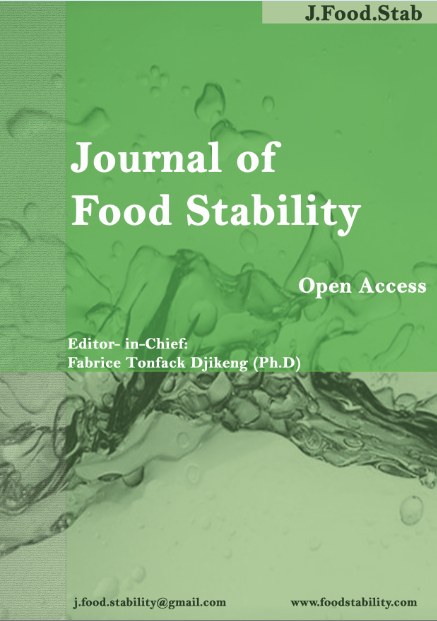 J.Food.Stab
Journal of
Food Stability
Open Access
Editor- in-Chief:
Fabrice Tonfack Djikeng (Ph.D)
j.food.stability@gmail.com
www.foodstability.com